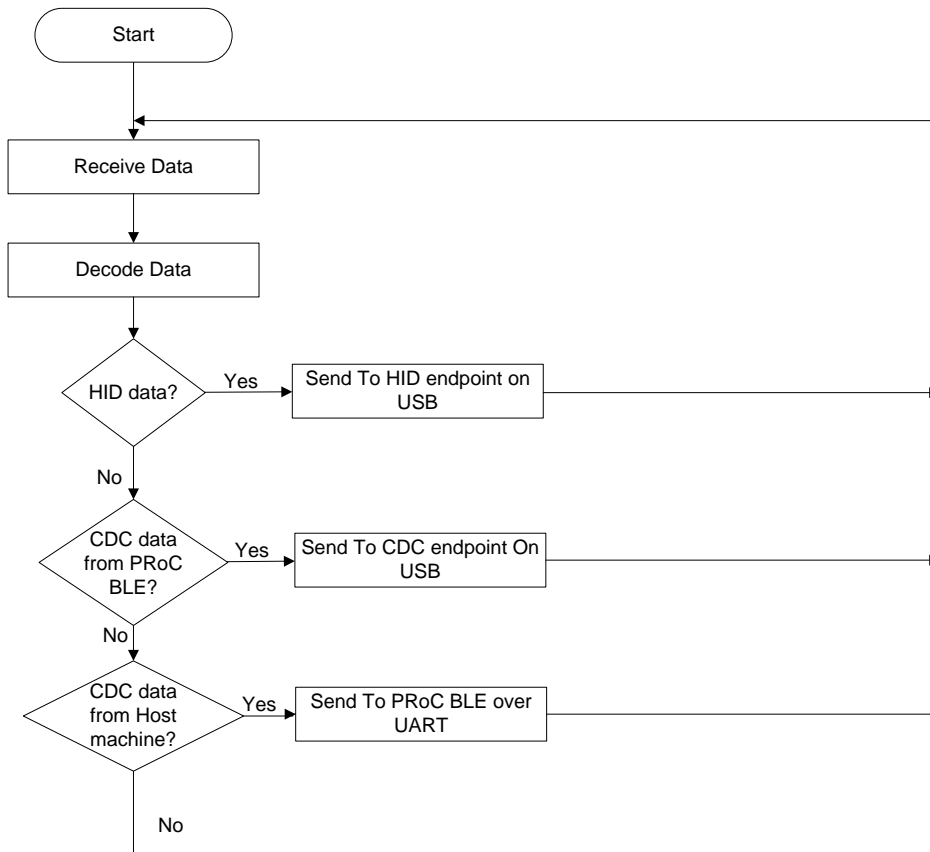 Start
Receive Data
Decode Data
HID data?
Yes
Send To HID endpoint on
USB
No
CDC data
from PRoC
BLE?
Yes
Send To CDC endpoint On
USB
No
CDC data
from Host
machine?
Yes
Send To PRoC BLE over
UART
No